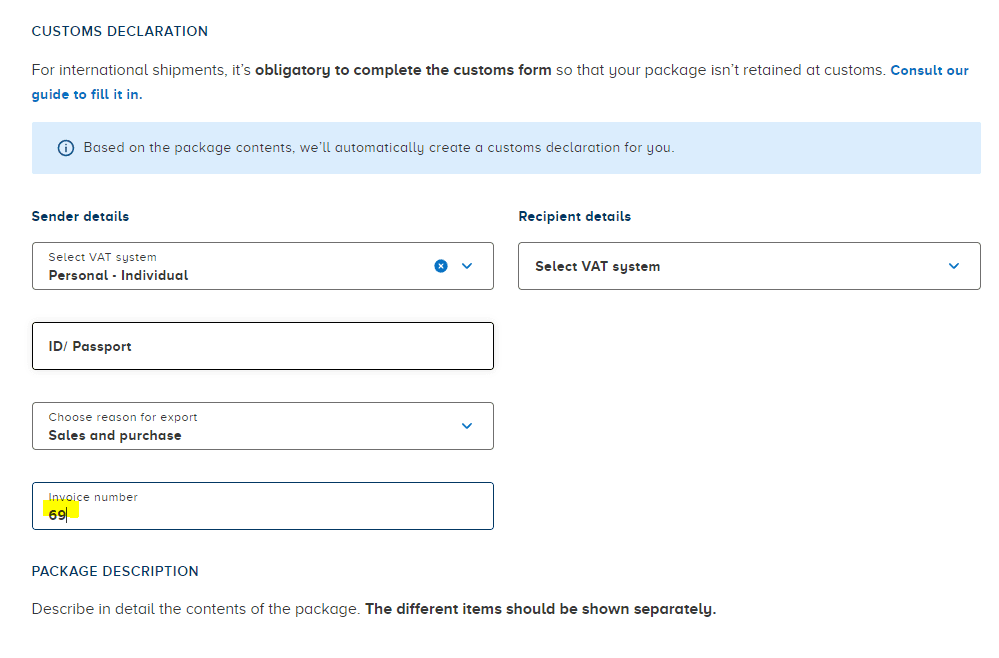 CUSTOMS DECLARATION
For international shipments, it's obligatory to complete the customs form so that your package isn't retained at customs. Consult our
guide to fill it in.
Based on the package contents, we'll automatically create a customs declaration for you.
Sender details
Recipient details
Select VAT system
Personal - Individual
Select VAT system
ID/ Passport
Choose reason for export
Sales and purchase
Invoice number
69
PACKAGE DESCRIPTION
Describe in detail the contents of the package. The different items should be shown separately.